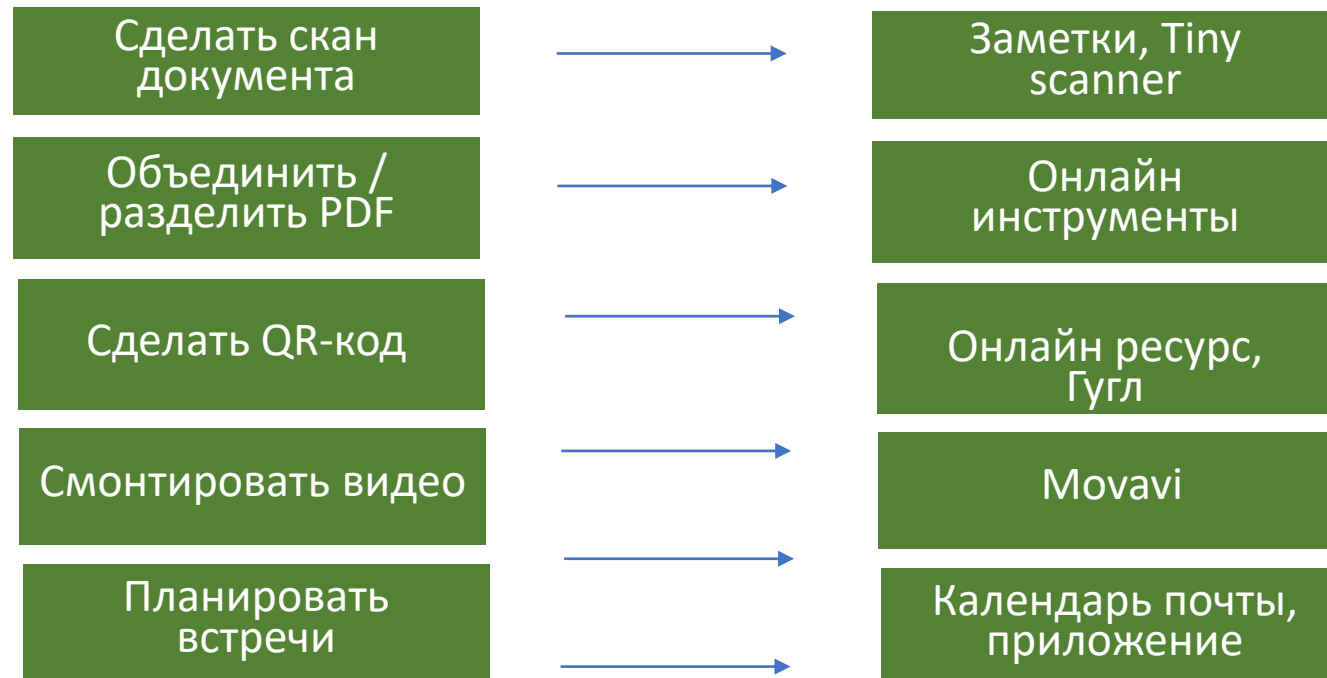 Сделать скан
документа
Заметки, Tiny
scanner
Объединить /
разделить PDF
Онлайн
инструменты
Сделать QR-код
Онлайн ресурс,
Гугл
Смонтировать видео
Movavi
Планировать
встречи
Календарь почты,
приложение